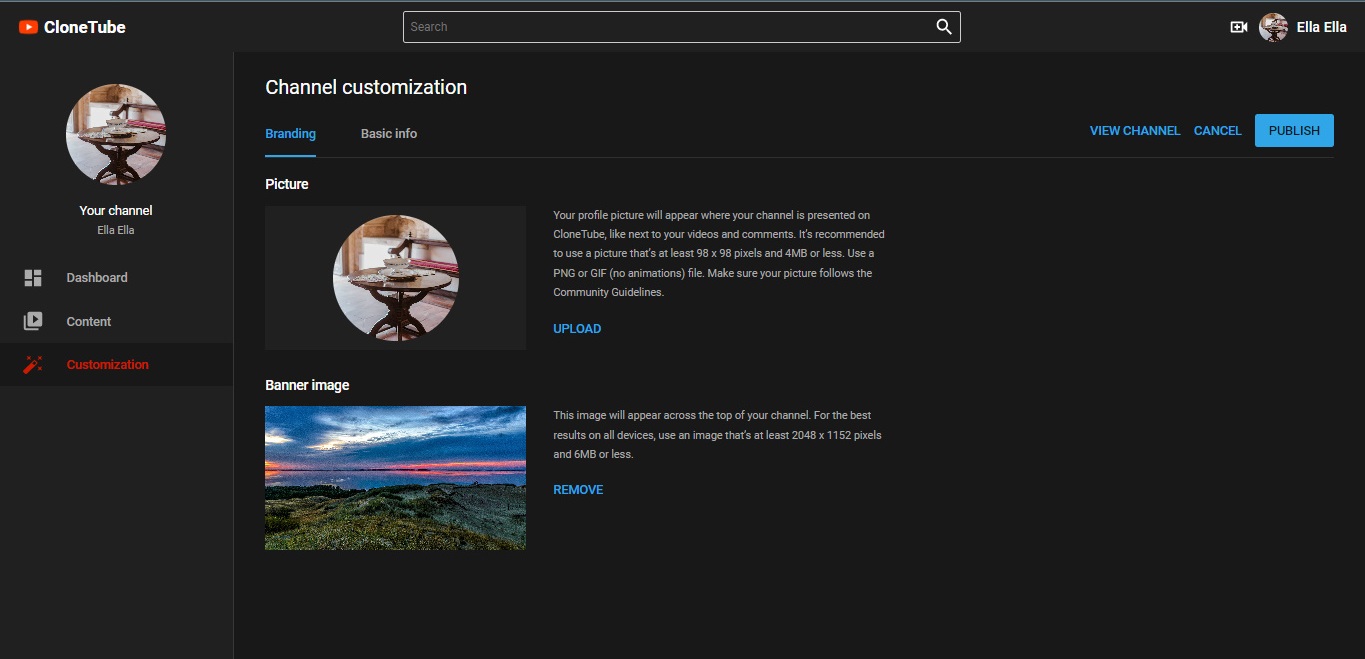 CloneTube
Search
Ella Ella
Your channel
Ella Ella
Dashboard
Content
Customization
Channel customization
Branding
Basic info
VIEW CHANNEL
CANCEL
PUBLISH
Picture
Your profile picture will appear where your channel is presented on
CloneTube, like next to your videos and comments. It’s recommended
to use a picture that’s at least 98 x 98 pixels and 4MB or less. Use a
PNG or GIF (no animations) file. Make sure your picture follows the
Community Guidelines.
UPLOAD
Banner image
This image will appear across the top of your channel. For the best
results on all devices, use an image that’s at least 2048 x 1152 pixels
and 6MB or less.
REMOVE